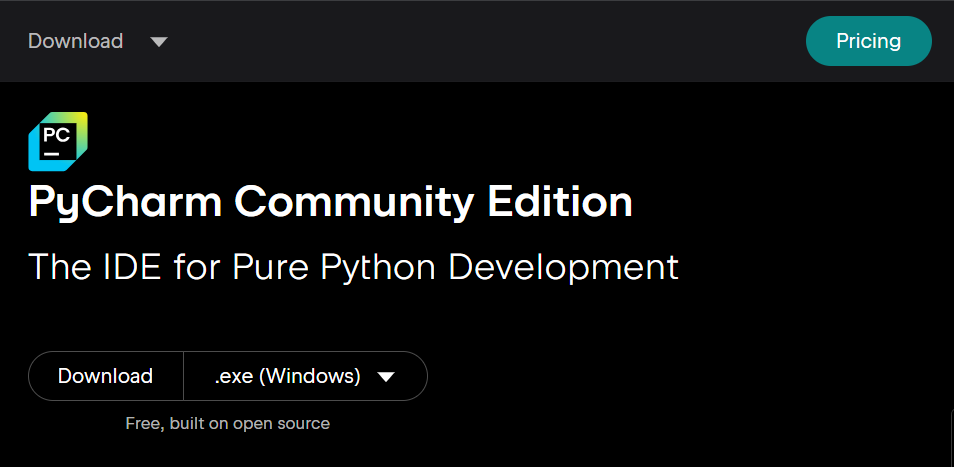 Download
Pricing
PC
PyCharm Community Edition
The IDE for Pure Python Development
Download .exe (Windows)
Free, built on open source